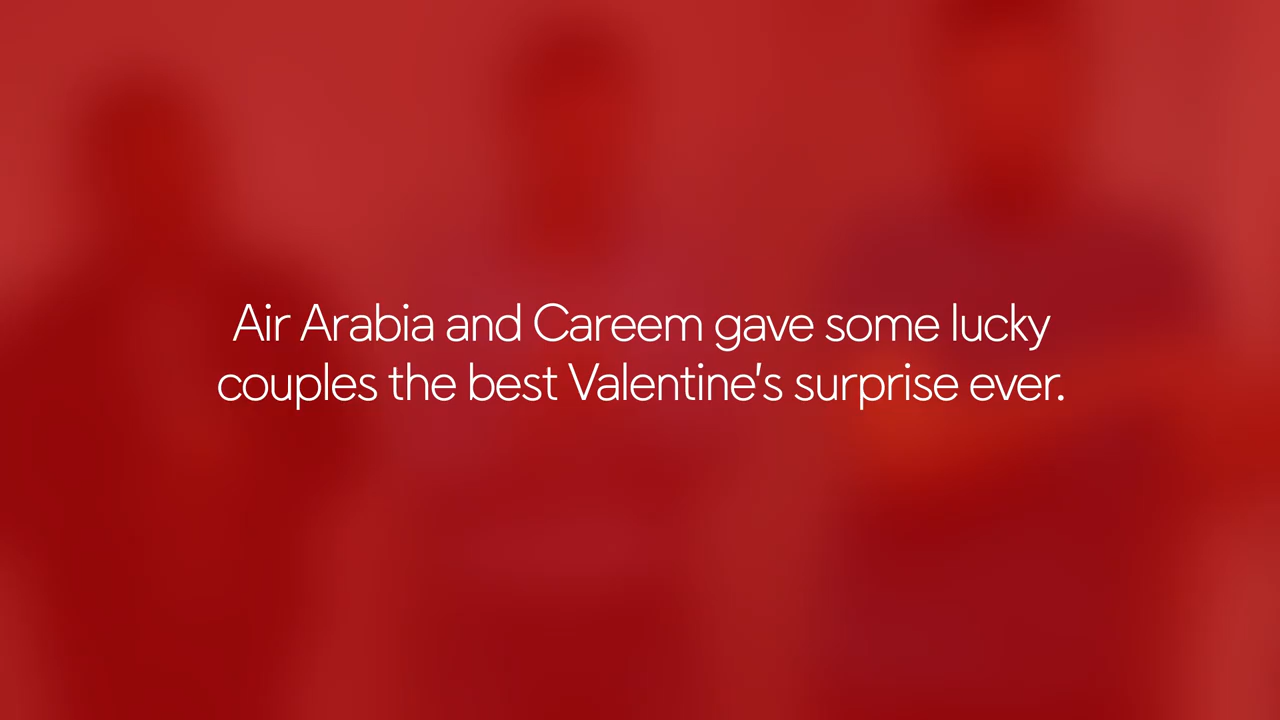 Air Arabia and Careem gave some lucky
couples the best Valentine's surprise ever.